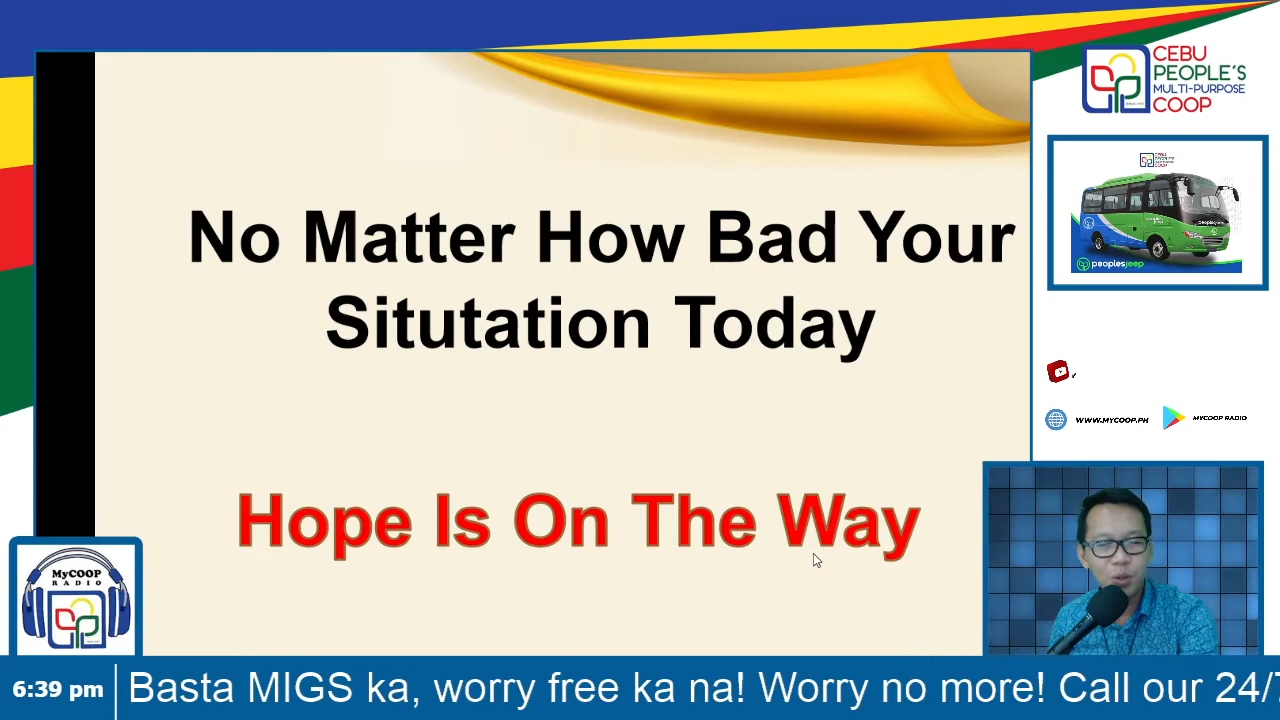 CEBU
PEOPLE'S
MULTI-PURPOSE
COOP
No Matter How Bad Your
Situtation Today
Hope Is On The Way
peoplesjeep
WWW.MYCOOP.PH
MYCOOP RADIO
MyCOOP
RADIO
6:39 pm
Basta MIGS ka, worry free ka na! Worry no more! Call our 24/7